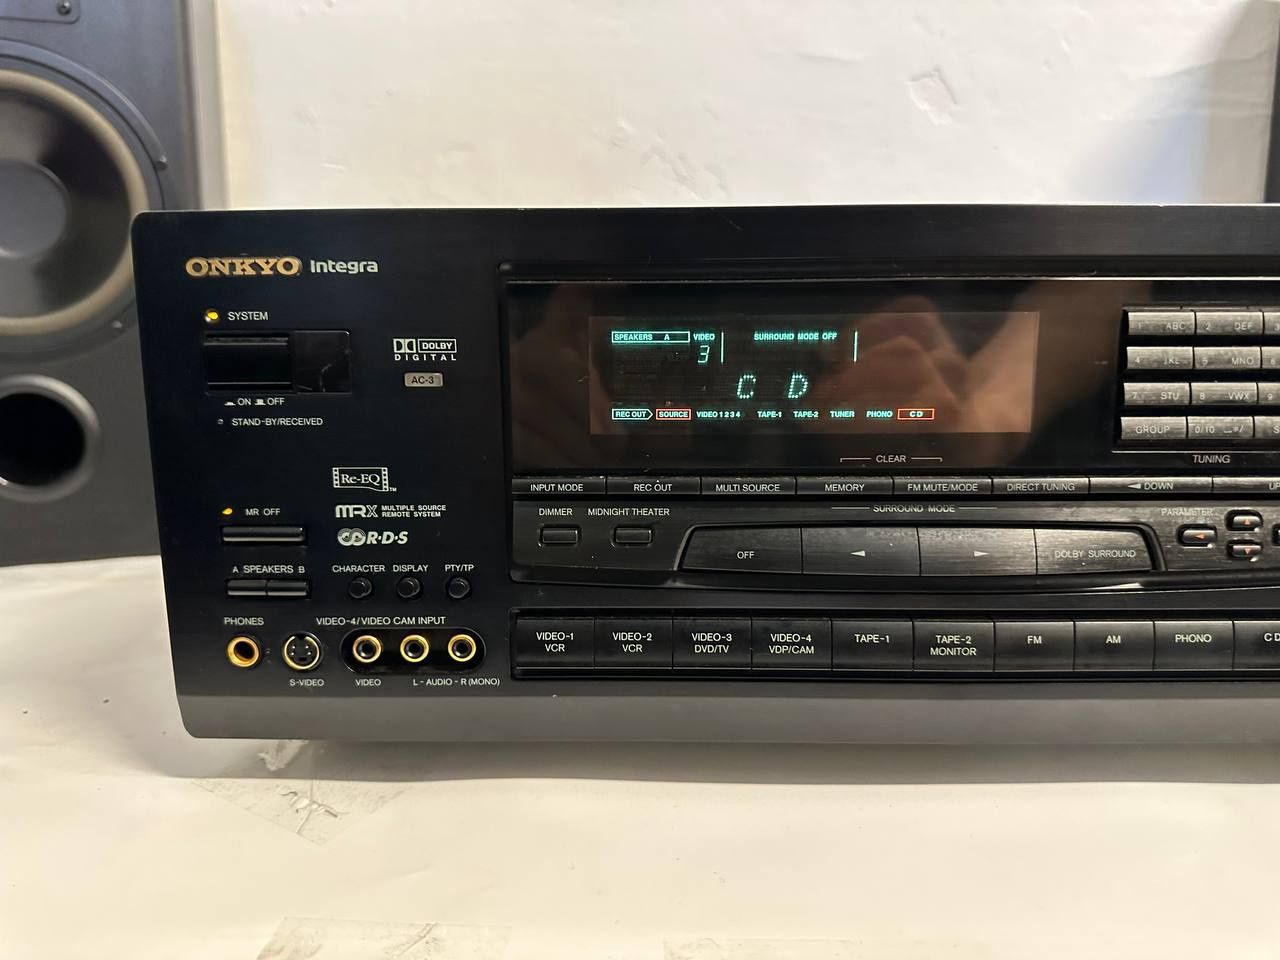 ONKYO Integra
SYSTEM
DOLBY
DIGITAL
AC-3
ON OFF
STAND-BY/RECEIVED
Re-EQ TM
MR OFF
MRX MULTIPLE SOURCE
REMOTE SYSTEM
R·D·S
A SPEAKERS B
CHARACTER DISPLAY PTY/TP
PHONES
VIDEO-4/VIDEO CAM INPUT
S-VIDEO VIDEO L - AUDIO - R (MONO)
SPEAKERS A VIDEO SURROUND MODE OFF
3
C D
REC OUT SOURCE VIDEO 1 2 3 4 TAPE-1 TAPE-2 TUNER PHONO CD
1 ABC 2 DEF
4 JKL 5 MNO 6
7 STU 8 VWX 9
GROUP 0/10
CLEAR
TUNING
INPUT MODE REC OUT MULTI SOURCE MEMORY FM MUTE/MODE DIRECT TUNING DOWN UP
DIMMER MIDNIGHT THEATER SURROUND MODE PARAMETER
OFF DOLBY SURROUND
VIDEO-1
VCR
VIDEO-2
VCR
VIDEO-3
DVD/TV
VIDEO-4
VDP/CAM
TAPE-1
TAPE-2
MONITOR
FM
AM
PHONO
CD